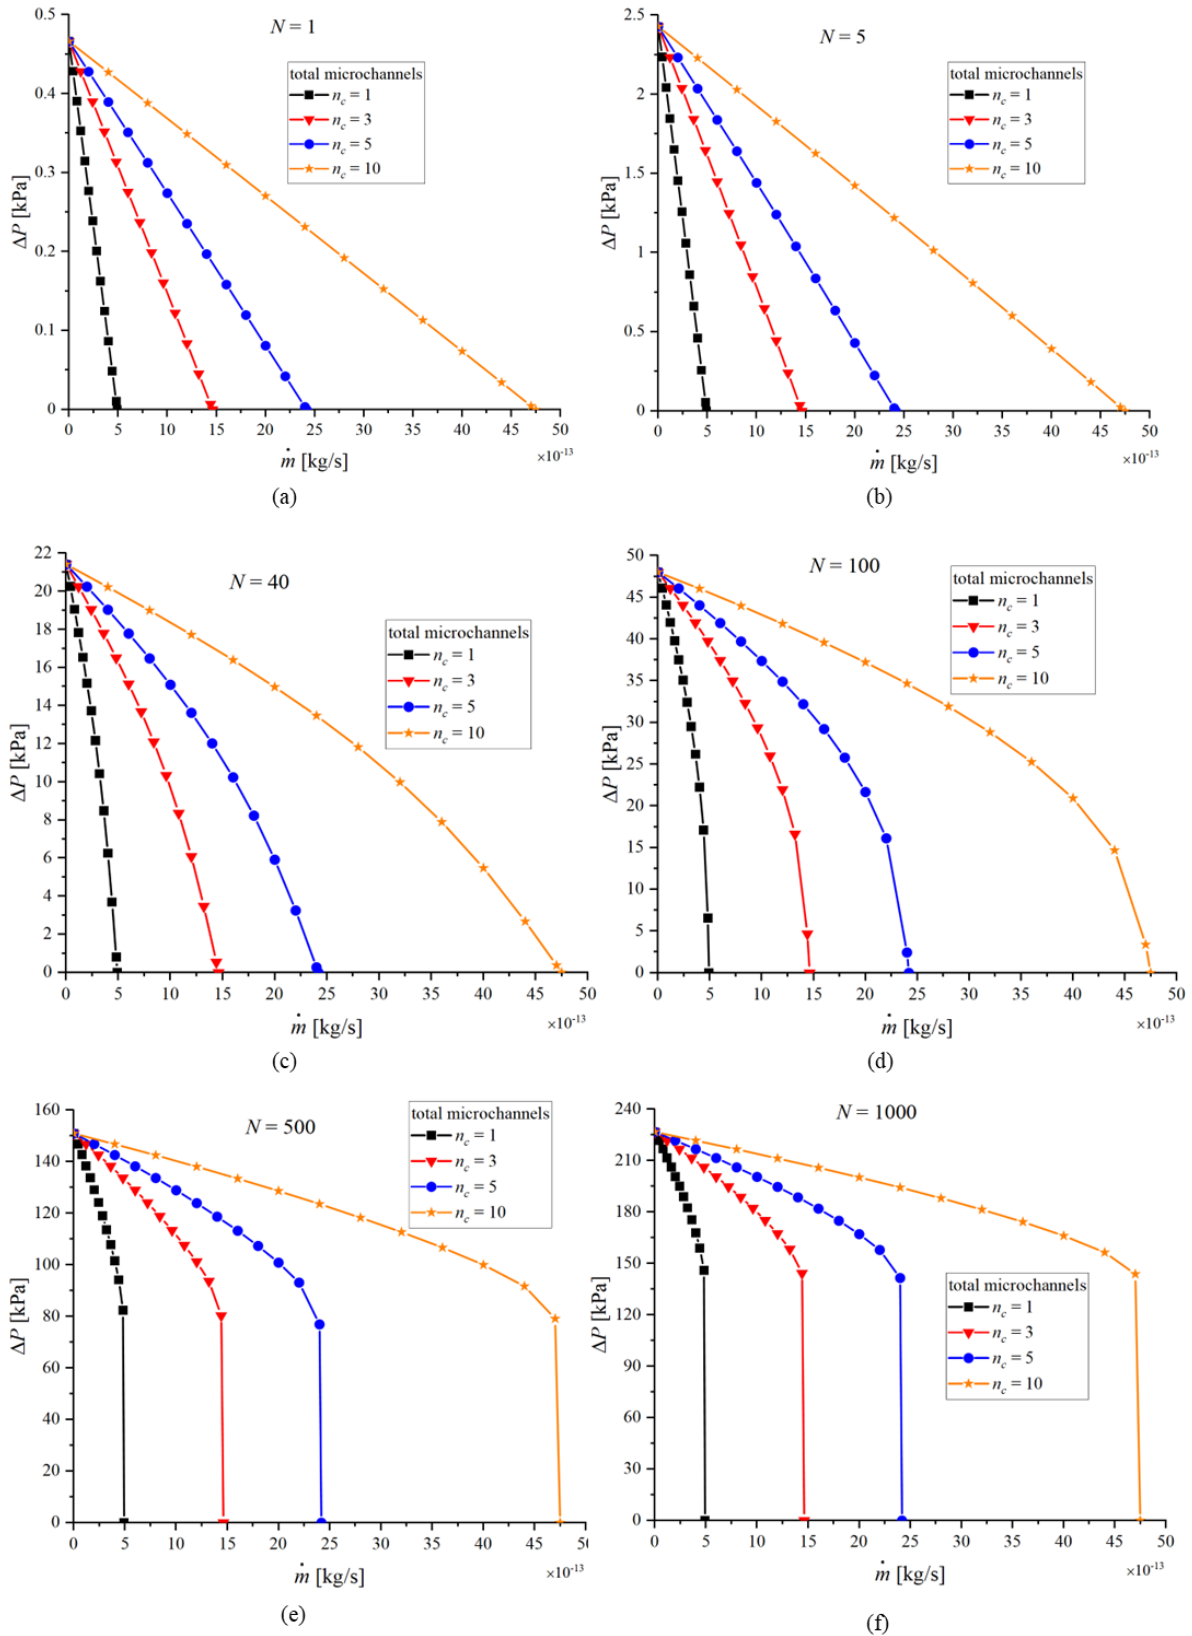 N = 1
total microchannels
n_c = 1
n_c = 3
n_c = 5
n_c = 10
ΔP [kPa]
0.5
0.4
0.3
0.2
0.1
0
0 5 10 15 20 25 30 35 40 45 50
×10⁻¹³
ṁ [kg/s]
(a)
N = 5
total microchannels
n_c = 1
n_c = 3
n_c = 5
n_c = 10
ΔP [kPa]
2.5
2
1.5
1
0.5
0
0 5 10 15 20 25 30 35 40 45 50
×10⁻¹³
ṁ [kg/s]
(b)
N = 40
total microchannels
n_c = 1
n_c = 3
n_c = 5
n_c = 10
ΔP [kPa]
22
20
18
16
14
12
10
8
6
4
2
0
0 5 10 15 20 25 30 35 40 45 50
×10⁻¹³
ṁ [kg/s]
(c)
N = 100
total microchannels
n_c = 1
n_c = 3
n_c = 5
n_c = 10
ΔP [kPa]
50
45
40
35
30
25
20
15
10
5
0
0 5 10 15 20 25 30 35 40 45 50
×10⁻¹³
ṁ [kg/s]
(d)
N = 500
total microchannels
n_c = 1
n_c = 3
n_c = 5
n_c = 10
ΔP [kPa]
160
140
120
100
80
60
40
20
0
0 5 10 15 20 25 30 35 40 45 50
×10⁻¹³
ṁ [kg/s]
(e)
N = 1000
total microchannels
n_c = 1
n_c = 3
n_c = 5
n_c = 10
ΔP [kPa]
240
210
180
150
120
90
60
30
0
0 5 10 15 20 25 30 35 40 45 50
×10⁻¹³
ṁ [kg/s]
(f)